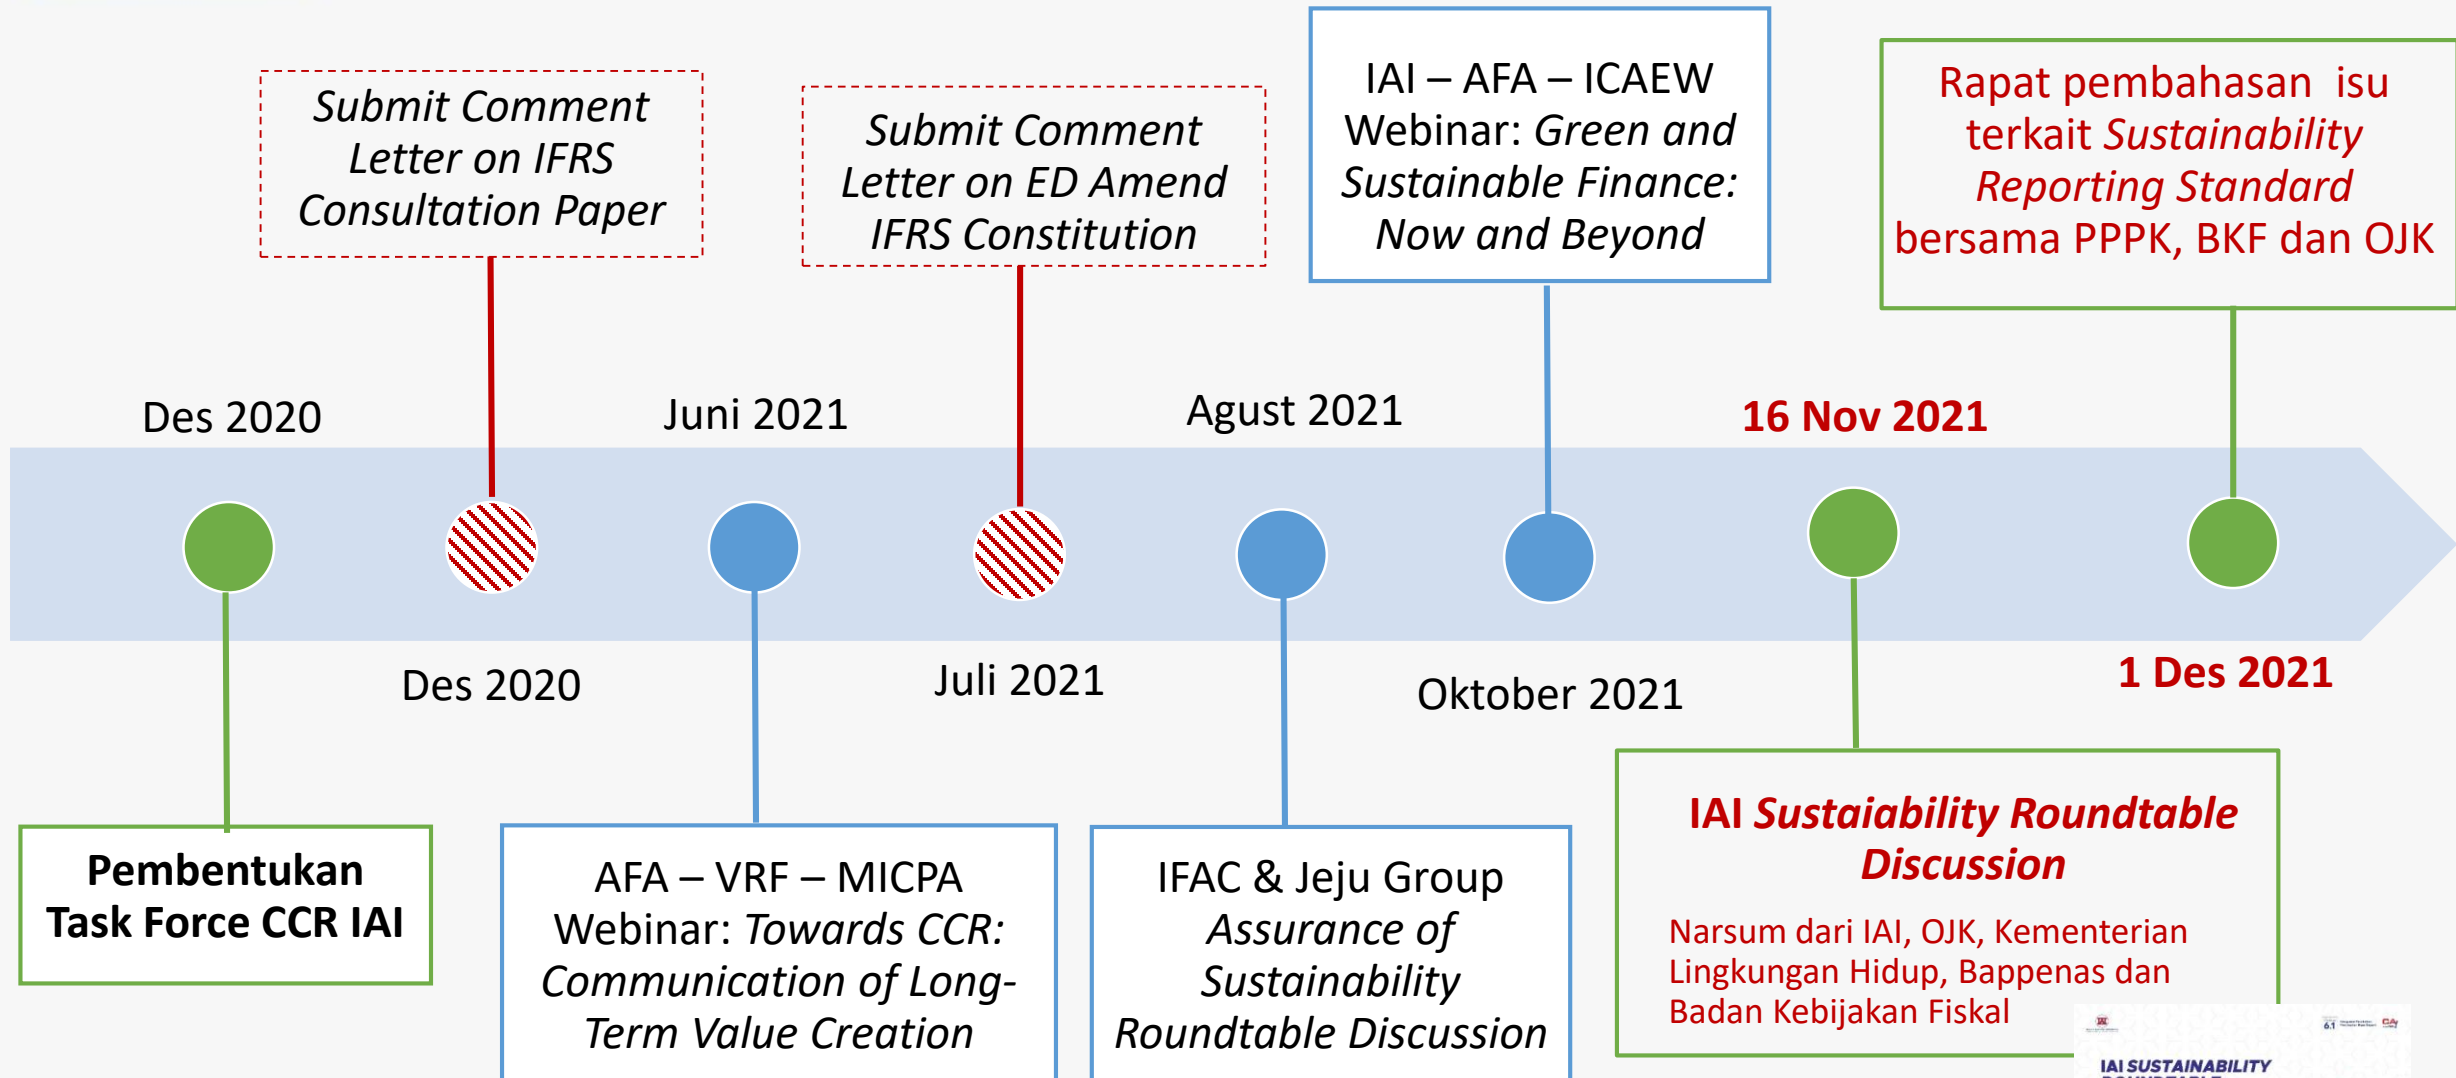 Submit Comment
Letter on IFRS
Consultation Paper
Submit Comment
Letter on ED Amend
IFRS Constitution
IAI – AFA – ICAEW
Webinar: Green and
Sustainable Finance:
Now and Beyond
Rapat pembahasan isu
terkait Sustainability
Reporting Standard
bersama PPPK, BKF dan OJK
Des 2020
Juni 2021
Agust 2021
16 Nov 2021
Des 2020
Juli 2021
Oktober 2021
1 Des 2021
Pembentukan
Task Force CCR IAI
AFA – VRF – MICPA
Webinar: Towards CCR:
Communication of Long-
Term Value Creation
IFAC & Jeju Group
Assurance of
Sustainability
Roundtable Discussion
IAI Sustaiability Roundtable
Discussion
Narsum dari IAI, OJK, Kementerian
Lingkungan Hidup, Bappenas dan
Badan Kebijakan Fiskal
6.1
IAI SUSTAINABILITY